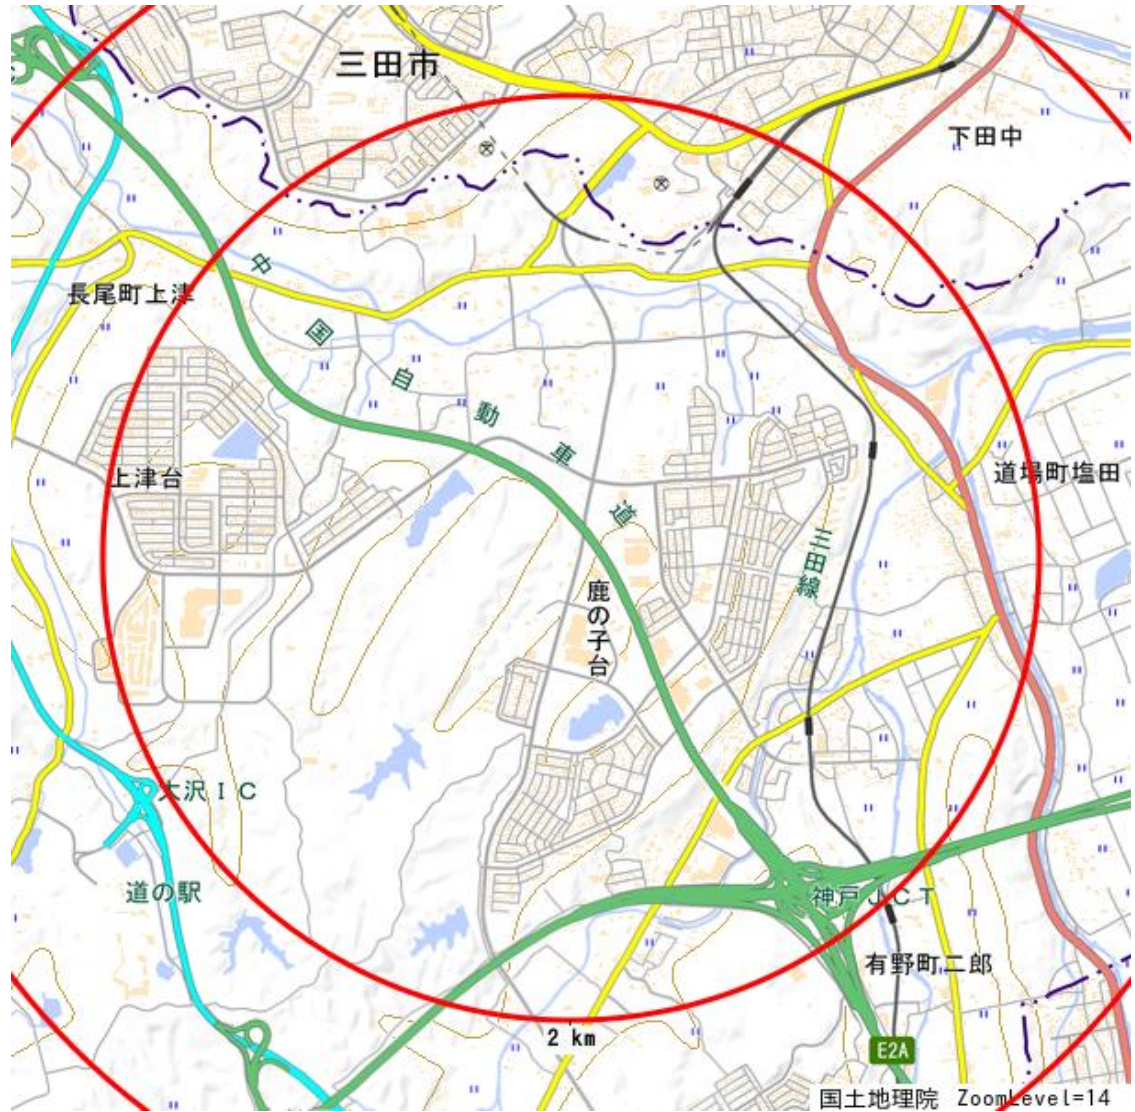 三田市
下田中
長尾町上津
中国自動車道
上津台
道場町塩田
三田線
鹿の子台
大沢IC
道の駅
神戸JCT
有野町二郎
2 km
E2A
国土地理院 ZoomLevel=14